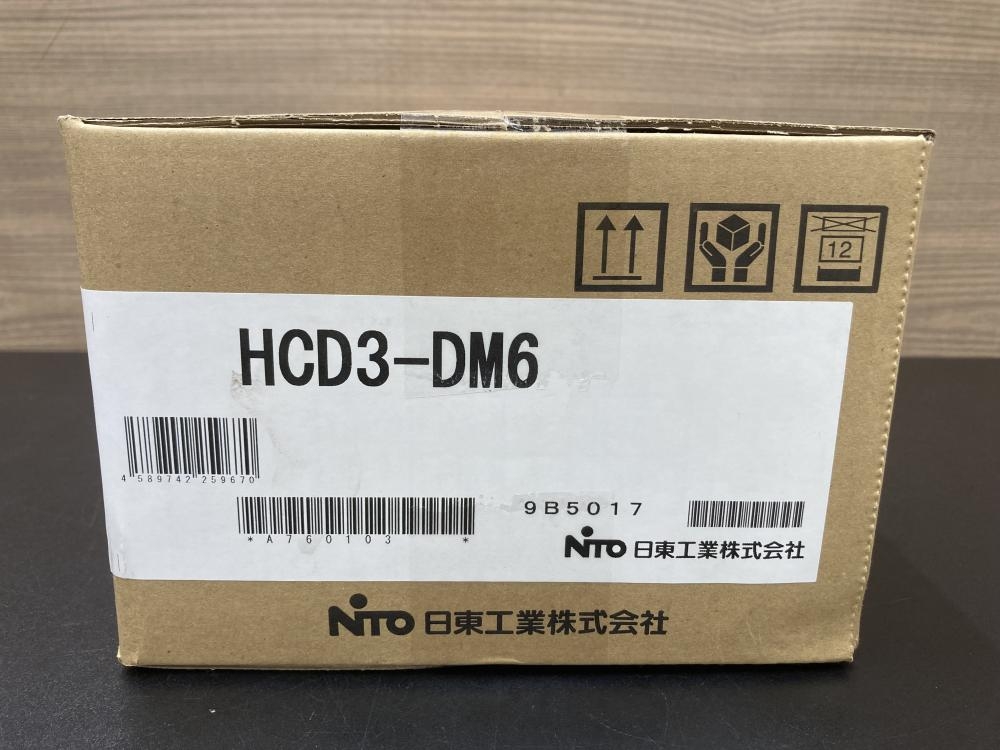 12
HCD3-DM6
4 589742 259670
*A760103 *
9B5017
NITO 日東工業株式会社
NITO 日東工業株式会社